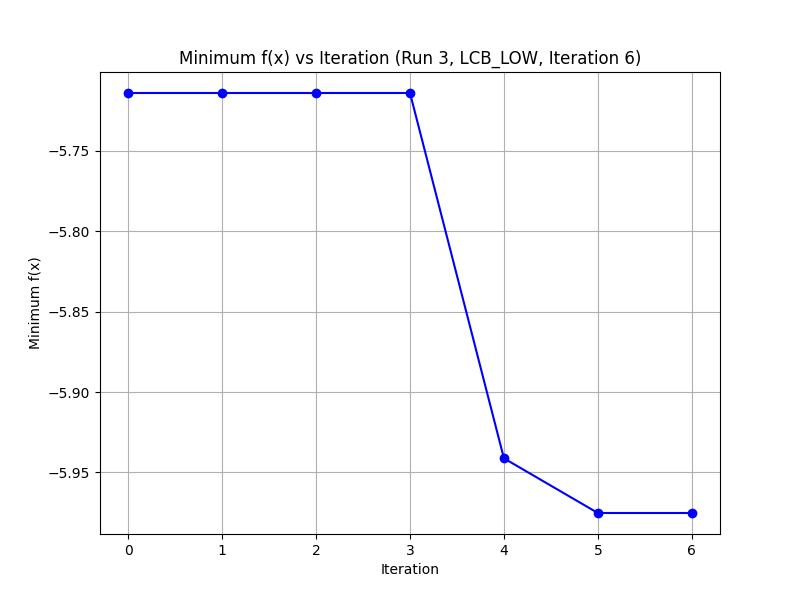 Minimum f(x) vs Iteration (Run 3, LCB_LOW, Iteration 6)
Minimum f(x)
−5.75
−5.80
−5.85
−5.90
−5.95
0 1 2 3 4 5 6
Iteration